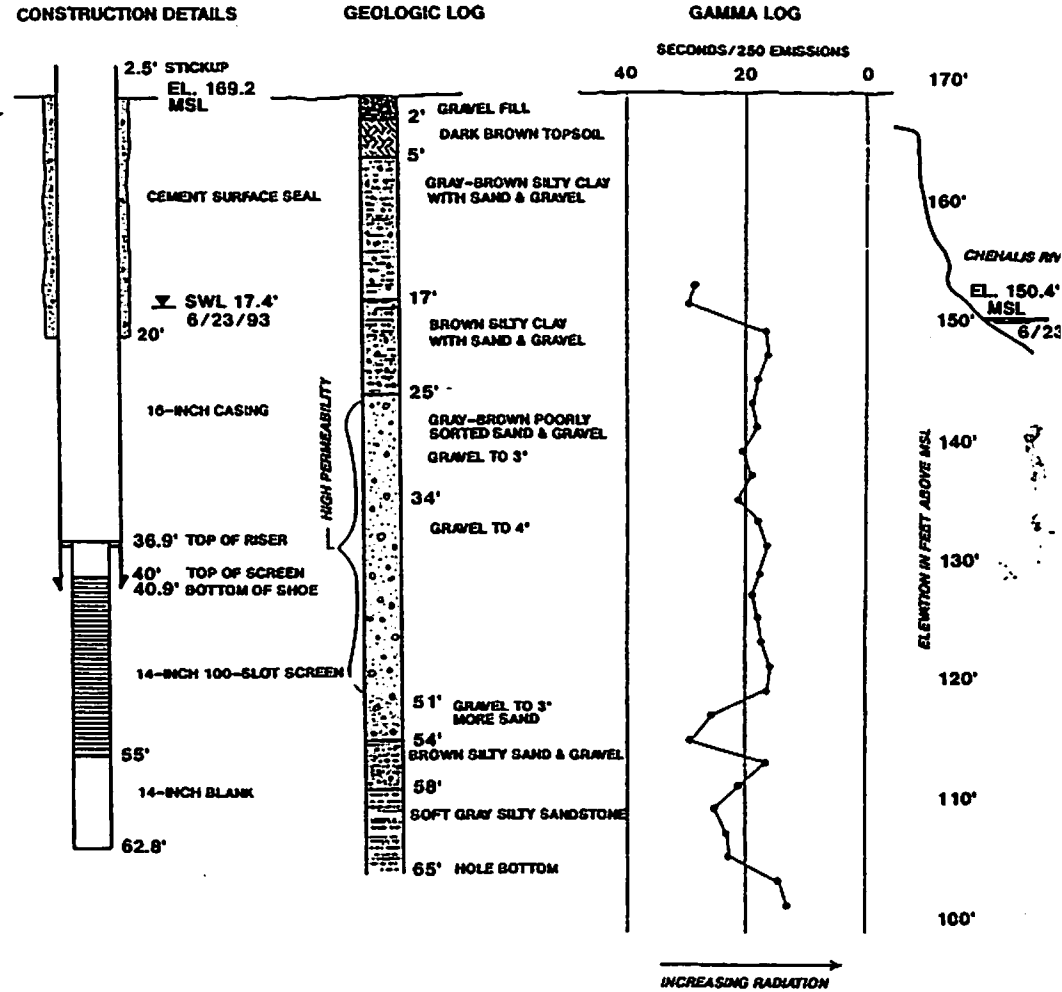 CONSTRUCTION DETAILS
2.5' STICKUP
EL. 169.2
MSL
CEMENT SURFACE SEAL
SWL 17.4'
6/23/93
20'
16-INCH CASING
36.9' TOP OF RISER
40' TOP OF SCREEN
40.9' BOTTOM OF SHOE
14-INCH 100-SLOT SCREEN
55'
14-INCH BLANK
62.8'
GEOLOGIC LOG
2' GRAVEL FILL
DARK BROWN TOPSOIL
5'
GRAY-BROWN SILTY CLAY
WITH SAND & GRAVEL
17'
BROWN SILTY CLAY
WITH SAND & GRAVEL
25'
HIGH PERMEABILITY
GRAY-BROWN POORLY
SORTED SAND & GRAVEL
GRAVEL TO 3"
34'
GRAVEL TO 4"
51' GRAVEL TO 3"
MORE SAND
54'
BROWN SILTY SAND & GRAVEL
58'
SOFT GRAY SILTY SANDSTONE
65' HOLE BOTTOM
GAMMA LOG
SECONDS/250 EMISSIONS
40 20 0
INCREASING RADIATION
170'
160'
CHEHALIS RIV
EL. 150.4'
MSL
150'
6/23
140'
ELEVATION IN FEET ABOVE MSL
130'
120'
110'
100'